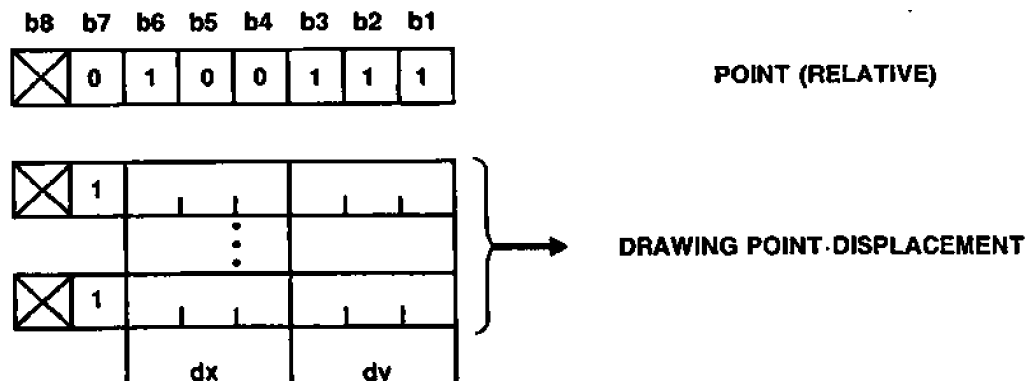 b8 b7 b6 b5 b4 b3 b2 b1
0 1 0 0 1 1 1 POINT (RELATIVE)
1
DRAWING POINT-DISPLACEMENT
1
dx dy